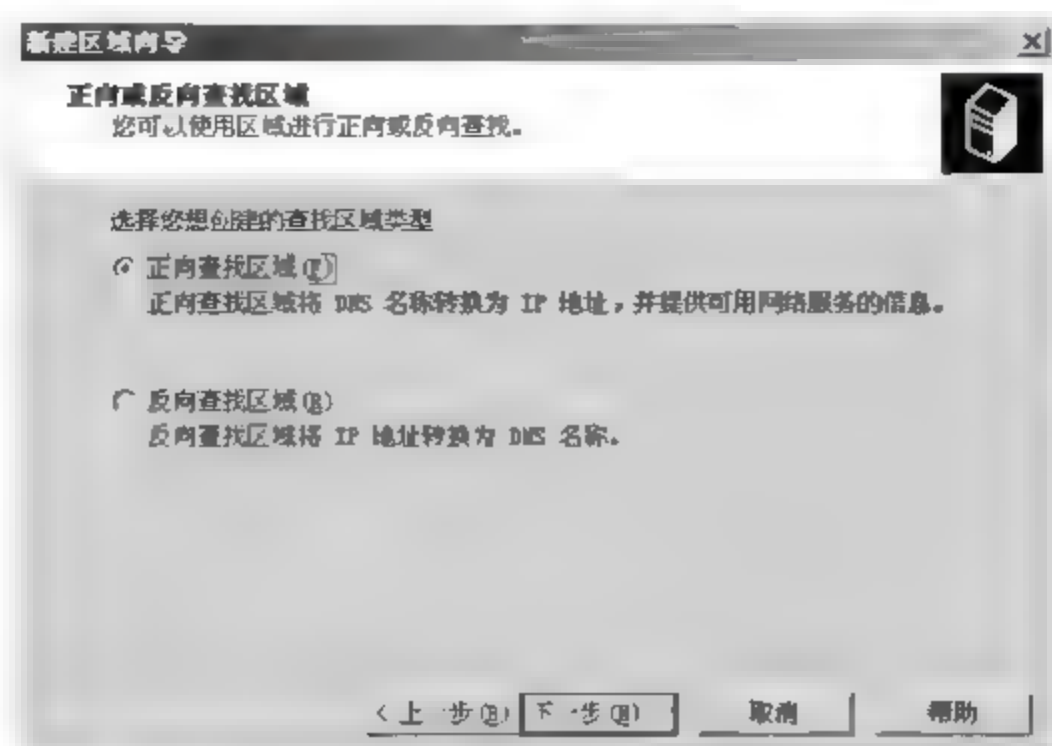 新建区域向导
正向或反向查找区域
您可以使用区域进行正向或反向查找。
选择您想创建的查找区域类型
正向查找区域(F)
正向查找区域将 DNS 名称转换为 IP 地址，并提供可用网络服务的信息。
反向查找区域(R)
反向查找区域将 IP 地址转换为 DNS 名称。
< 上一步(B) 下一步(N) 取消 帮助